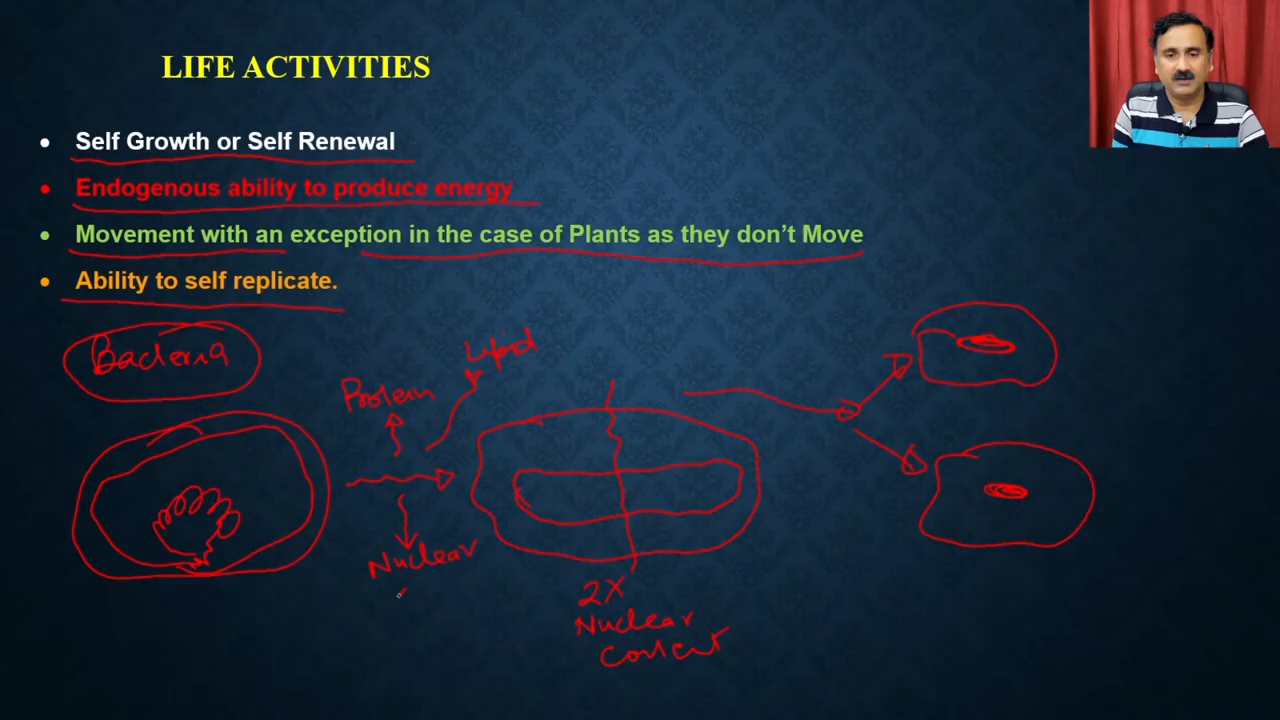 LIFE ACTIVITIES
• Self Growth or Self Renewal
• Endogenous ability to produce energy
• Movement with an exception in the case of Plants as they don't Move
• Ability to self replicate.
Bacteria
Lipid
Protein
Nuclear
2X
Nuclear
Content